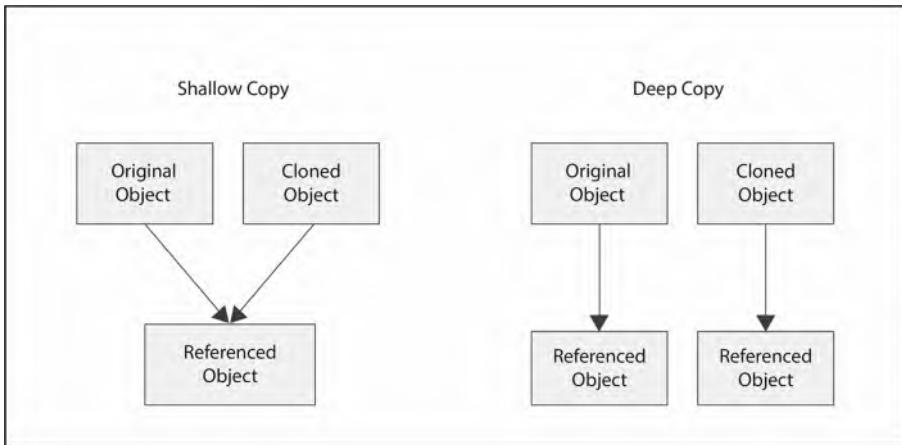 Shallow Copy
Original
Object
Cloned
Object
Referenced
Object
Deep Copy
Original
Object
Cloned
Object
Referenced
Object
Referenced
Object